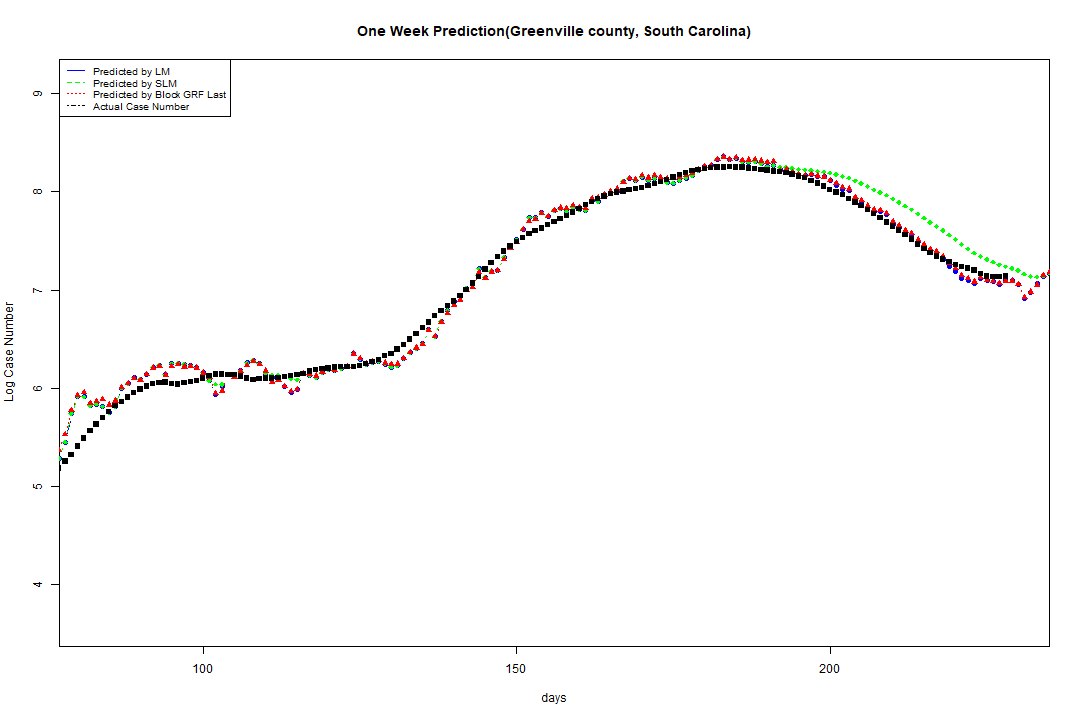 One Week Prediction(Greenville county, South Carolina)
Predicted by LM
Predicted by SLM
Predicted by Block GRF Last
Actual Case Number
9
8
7
6
5
4
Log Case Number
100 150 200
days